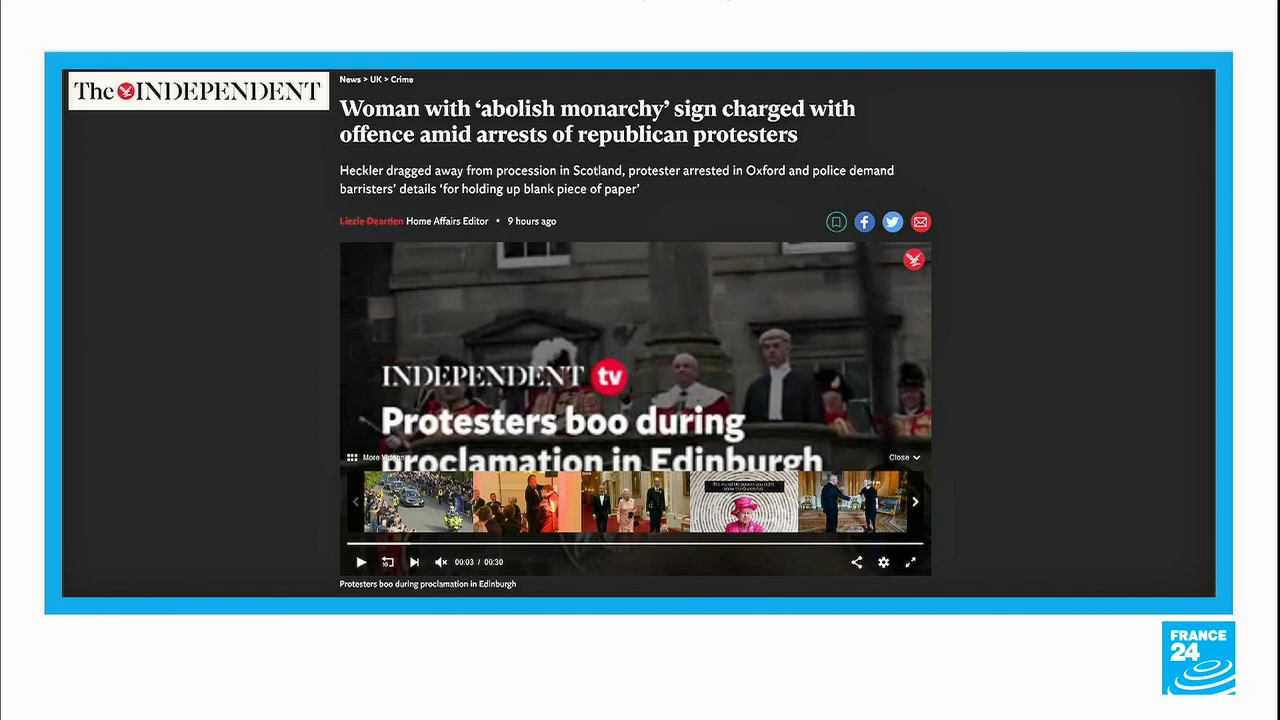 The INDEPENDENT
News > UK > Crime
Woman with ‘abolish monarchy’ sign charged with
offence amid arrests of republican protesters
Heckler dragged away from procession in Scotland, protester arrested in Oxford and police demand
barristers’ details ‘for holding up blank piece of paper’
Lizzie Dearden Home Affairs Editor • 9 hours ago
INDEPENDENT tv
Protesters boo during
proclamation in Edinburgh
More Videos
Close
00:03 / 00:30
Protesters boo during proclamation in Edinburgh
FRANCE
24